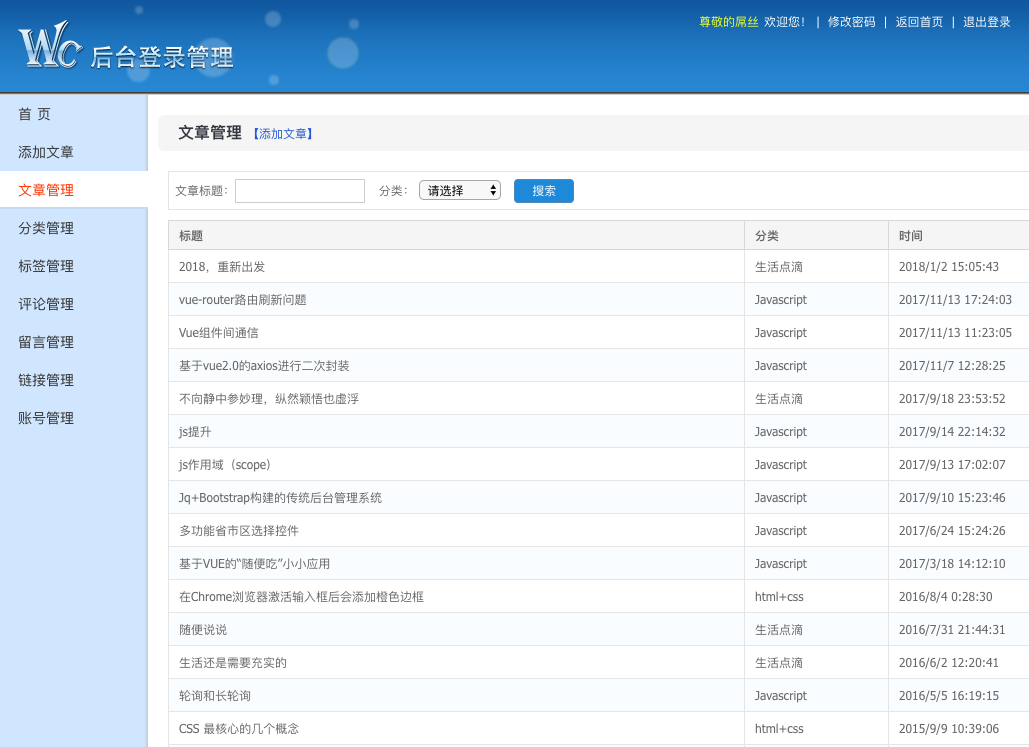 尊敬的屌丝 欢迎您！ | 修改密码 | 返回首页 | 退出登录
Wc 后台登录管理
首 页
添加文章
文章管理
分类管理
标签管理
评论管理
留言管理
链接管理
账号管理
文章管理 【添加文章】
文章标题： 分类： 请选择 搜索
标题 分类 时间
2018，重新出发 生活点滴 2018/1/2 15:05:43
vue-router路由刷新问题 Javascript 2017/11/13 17:24:03
Vue组件间通信 Javascript 2017/11/13 11:23:05
基于vue2.0的axios进行二次封装 Javascript 2017/11/7 12:28:25
不向静中参妙理，纵然颖悟也虚浮 生活点滴 2017/9/18 23:53:52
js提升 Javascript 2017/9/14 22:14:32
js作用域（scope） Javascript 2017/9/13 17:02:07
Jq+Bootstrap构建的传统后台管理系统 Javascript 2017/9/10 15:23:46
多功能省市区选择控件 Javascript 2017/6/24 15:24:26
基于VUE的“随便吃”小小应用 Javascript 2017/3/18 14:12:10
在Chrome浏览器激活输入框后会添加橙色边框 html+css 2016/8/4 0:28:30
随便说说 生活点滴 2016/7/31 21:44:31
生活还是需要充实的 生活点滴 2016/6/2 12:20:41
轮询和长轮询 Javascript 2016/5/5 16:19:15
CSS 最核心的几个概念 html+css 2015/9/9 10:39:06